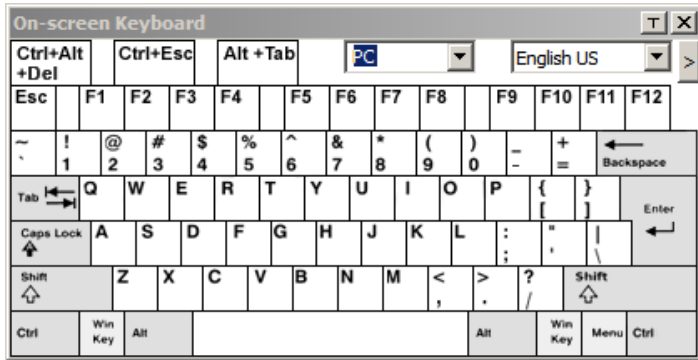 On-screen Keyboard T X
Ctrl+Alt +Del Ctrl+Esc Alt +Tab PC English US >
Esc F1 F2 F3 F4 F5 F6 F7 F8 F9 F10 F11 F12
~ ! @ # $ % ^ & * ( ) _ + Backspace
` 1 2 3 4 5 6 7 8 9 0 - =
Tab Q W E R T Y U I O P { } Enter
[ ]
Caps Lock A S D F G H J K L : " |
; ' \
Shift Z X C V B N M < > ? Shift
, . /
Ctrl Win Key Alt Alt Win Key Menu Ctrl